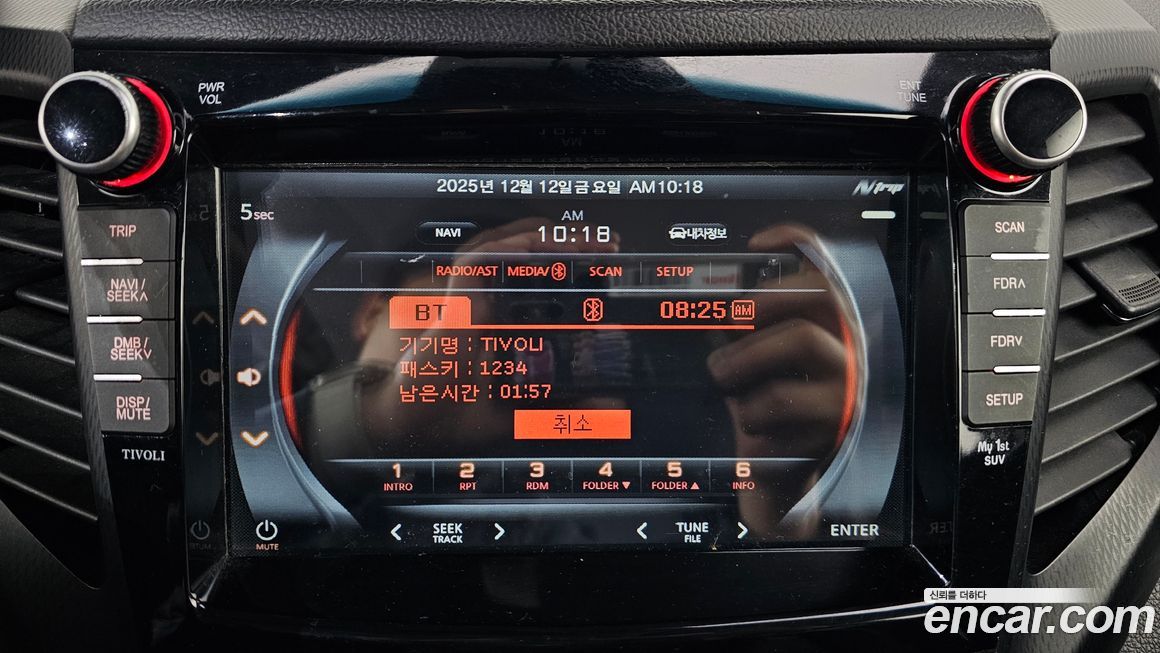 PWR
VOL
ENT
TUNE
2025년 12월 12일금요일 AM10:18
Ntrip
5sec
AM
NAVI
10:18
내차정보
RADIO/AST
MEDIA/
SCAN
SETUP
BT
08:25 AM
기기명 : TIVOLI
패스키 : 1234
남은시간 : 01:57
취소
1 2 3 4 5 6
INTRO RPT RDM FOLDER▼ FOLDER▲ INFO
MUTE
< SEEK >
TRACK
< TUNE >
FILE
ENTER
TRIP
NAVI /
SEEK∧
DMB /
SEEK∨
DISP/
MUTE
TIVOLI
SCAN
FDR∧
FDR∨
SETUP
My 1st
SUV
신뢰를 더하다
encar.com